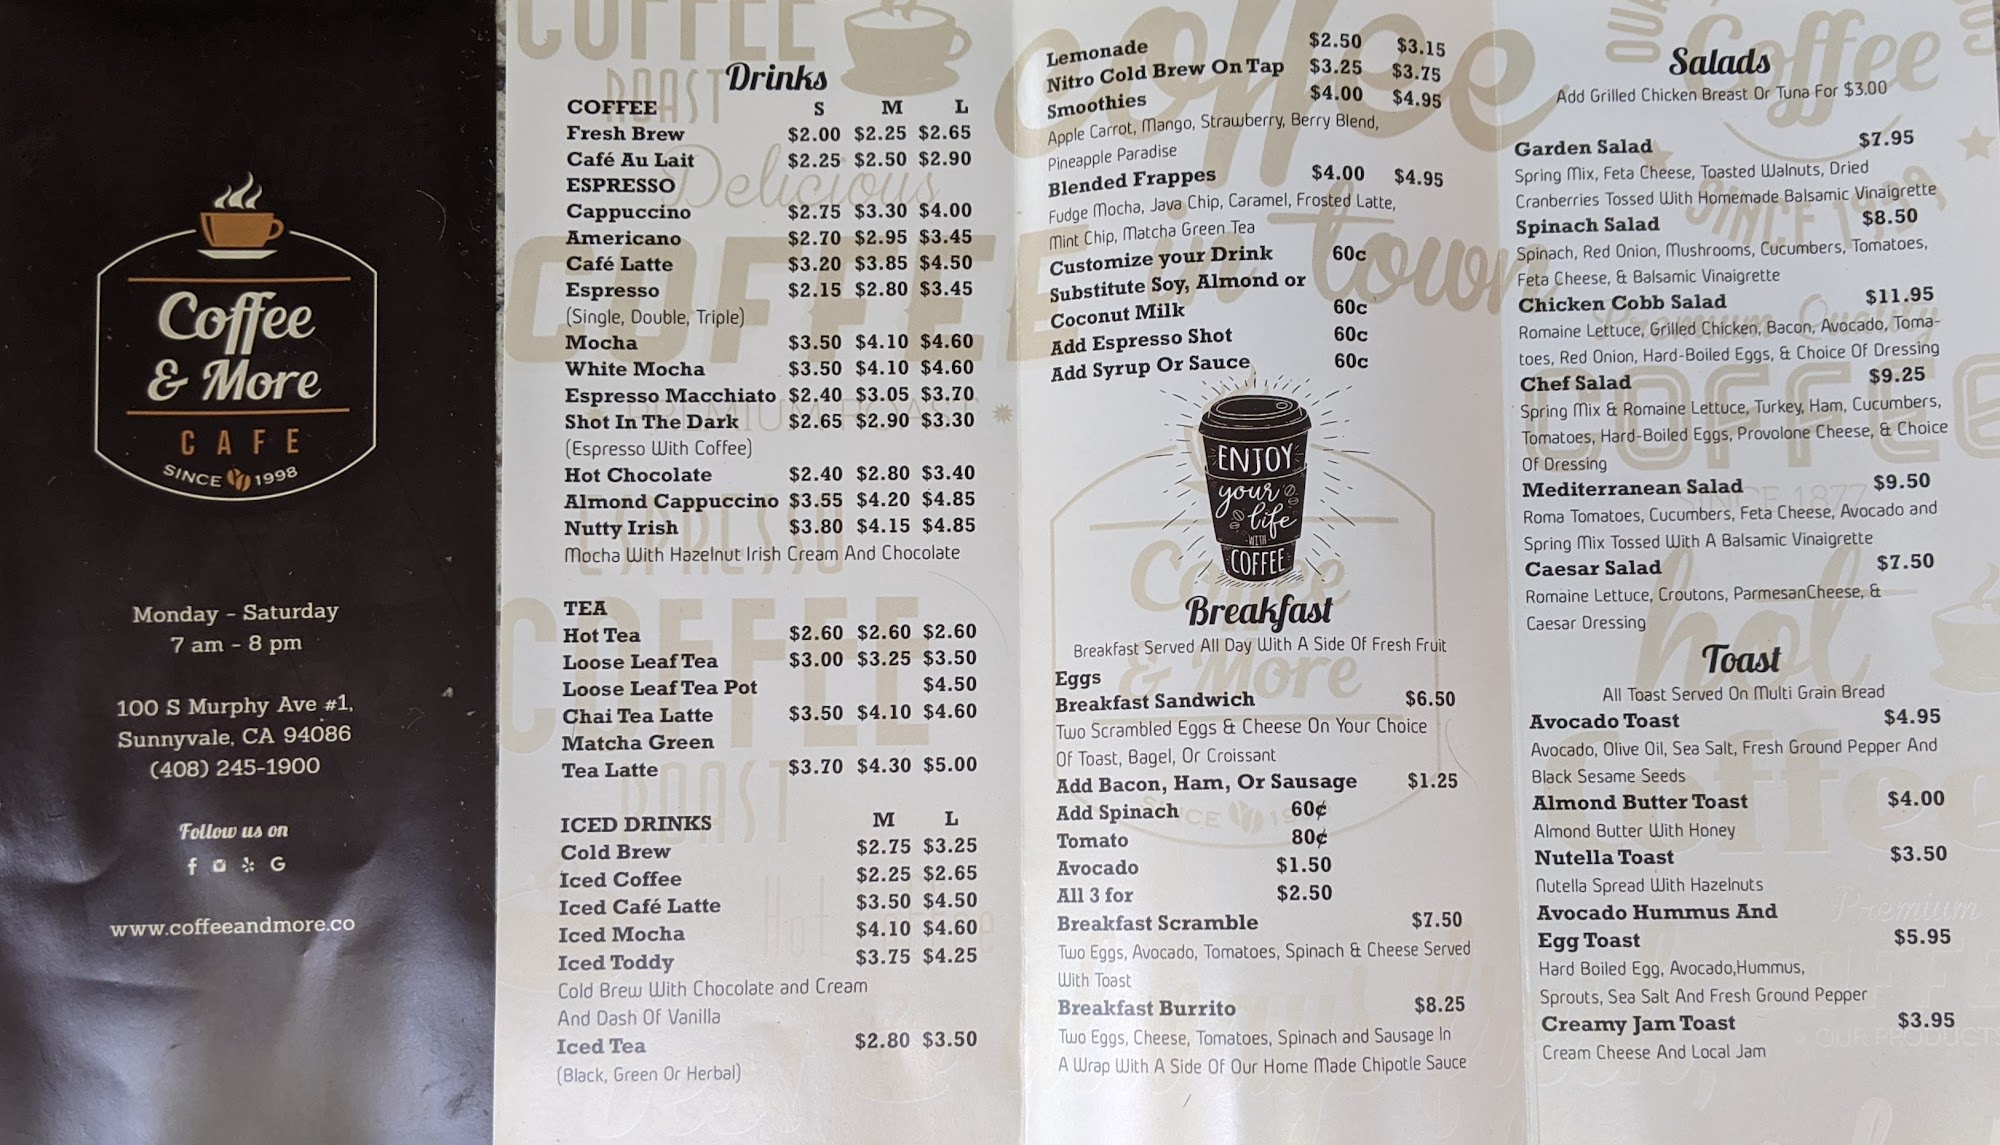 Coffee
& More
CAFE
SINCE 1998
Monday - Saturday
7 am - 8 pm
100 S Murphy Ave #1,
Sunnyvale, CA 94086
(408) 245-1900
Follow us on
f G
www.coffeeandmore.co
Drinks
COFFEE S M L
Fresh Brew $2.00 $2.25 $2.65
Café Au Lait $2.25 $2.50 $2.90
ESPRESSO
Cappuccino $2.75 $3.30 $4.00
Americano $2.70 $2.95 $3.45
Café Latte $3.20 $3.85 $4.50
Espresso $2.15 $2.80 $3.45
(Single, Double, Triple)
Mocha $3.50 $4.10 $4.60
White Mocha $3.50 $4.10 $4.60
Espresso Macchiato $2.40 $3.05 $3.70
Shot In The Dark $2.65 $2.90 $3.30
(Espresso With Coffee)
Hot Chocolate $2.40 $2.80 $3.40
Almond Cappuccino $3.55 $4.20 $4.85
Nutty Irish $3.80 $4.15 $4.85
Mocha With Hazelnut Irish Cream And Chocolate
TEA
Hot Tea $2.60 $2.60 $2.60
Loose Leaf Tea $3.00 $3.25 $3.50
Loose Leaf Tea Pot $4.50
Chai Tea Latte $3.50 $4.10 $4.60
Matcha Green
Tea Latte $3.70 $4.30 $5.00
ICED DRINKS M L
Cold Brew $2.75 $3.25
Iced Coffee $2.25 $2.65
Iced Café Latte $3.50 $4.50
Iced Mocha $4.10 $4.60
Iced Toddy $3.75 $4.25
Cold Brew With Chocolate and Cream
And Dash Of Vanilla
Iced Tea $2.80 $3.50
(Black, Green Or Herbal)
Lemonade $2.50 $3.15
Nitro Cold Brew On Tap $3.25 $3.75
Smoothies $4.00 $4.95
Apple Carrot, Mango, Strawberry, Berry Blend,
Pineapple Paradise
Blended Frappes $4.00 $4.95
Fudge Mocha, Java Chip, Caramel, Frosted Latte,
Mint Chip, Matcha Green Tea
Customize your Drink 60c
Substitute Soy, Almond or
Coconut Milk 60c
Add Espresso Shot 60c
Add Syrup Or Sauce 60c
ENJOY
your
life
WITH
COFFEE
Breakfast
Breakfast Served All Day With A Side Of Fresh Fruit
Eggs
Breakfast Sandwich $6.50
Two Scrambled Eggs & Cheese On Your Choice
Of Toast, Bagel, Or Croissant
Add Bacon, Ham, Or Sausage $1.25
Add Spinach 60¢
Tomato 80¢
Avocado $1.50
All 3 for $2.50
Breakfast Scramble $7.50
Two Eggs, Avocado, Tomatoes, Spinach & Cheese Served
With Toast
Breakfast Burrito $8.25
Two Eggs, Cheese, Tomatoes, Spinach and Sausage In
A Wrap With A Side Of Our Home Made Chipotle Sauce
Salads
Add Grilled Chicken Breast Or Tuna For $3.00
Garden Salad $7.95
Spring Mix, Feta Cheese, Toasted Walnuts, Dried
Cranberries Tossed With Homemade Balsamic Vinaigrette
Spinach Salad $8.50
Spinach, Red Onion, Mushrooms, Cucumbers, Tomatoes,
Feta Cheese, & Balsamic Vinaigrette
Chicken Cobb Salad $11.95
Romaine Lettuce, Grilled Chicken, Bacon, Avocado, Toma-
toes, Red Onion, Hard-Boiled Eggs, & Choice Of Dressing
Chef Salad $9.25
Spring Mix & Romaine Lettuce, Turkey, Ham, Cucumbers,
Tomatoes, Hard-Boiled Eggs, Provolone Cheese, & Choice
Of Dressing
Mediterranean Salad $9.50
Roma Tomatoes, Cucumbers, Feta Cheese, Avocado and
Spring Mix Tossed With A Balsamic Vinaigrette
Caesar Salad $7.50
Romaine Lettuce, Croutons, ParmesanCheese, &
Caesar Dressing
Toast
All Toast Served On Multi Grain Bread
Avocado Toast $4.95
Avocado, Olive Oil, Sea Salt, Fresh Ground Pepper And
Black Sesame Seeds
Almond Butter Toast $4.00
Almond Butter With Honey
Nutella Toast $3.50
Nutella Spread With Hazelnuts
Avocado Hummus And
Egg Toast $5.95
Hard Boiled Egg, Avocado,Hummus,
Sprouts, Sea Salt And Fresh Ground Pepper
Creamy Jam Toast $3.95
Cream Cheese And Local Jam